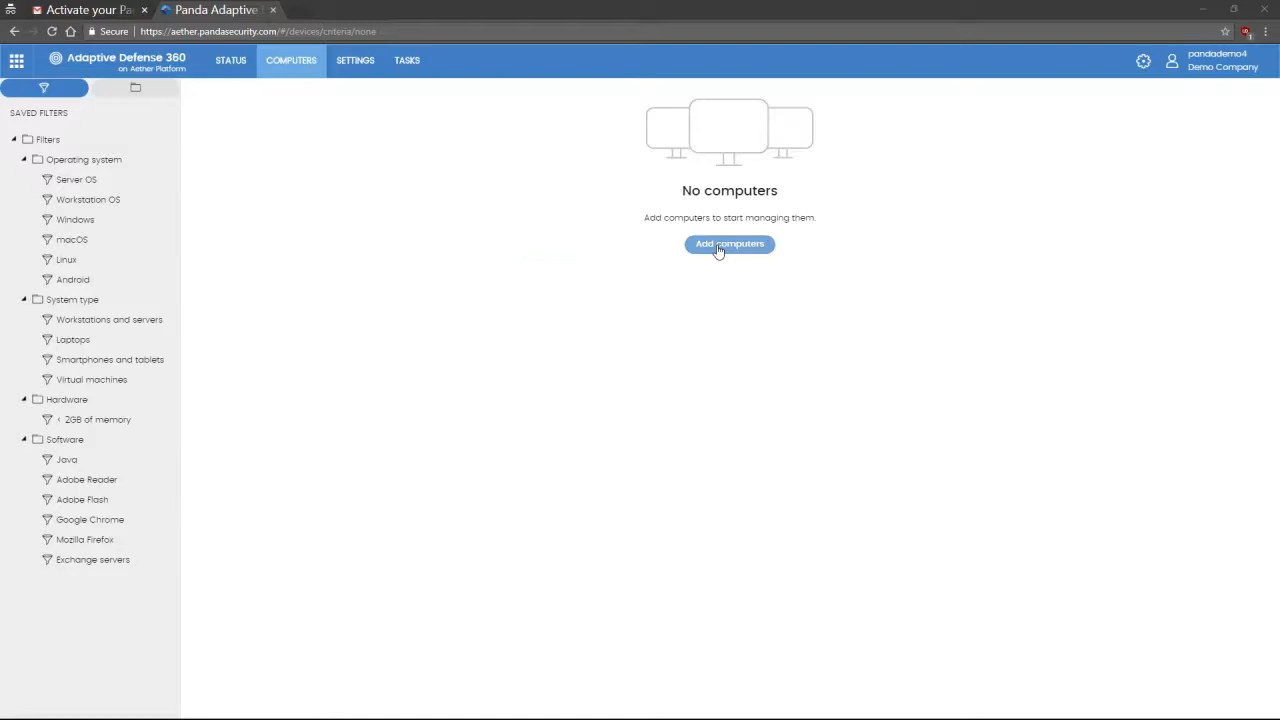 Activate your Pa
Panda Adaptive
Secure
https://aether.pandasecurity.com/#/devices/criteria/none
Adaptive Defense 360
on Aether Platform
STATUS
COMPUTERS
SETTINGS
TASKS
pandademo4
Demo Company
SAVED FILTERS
Filters
Operating system
Server OS
Workstation OS
Windows
macOS
Linux
Android
System type
Workstations and servers
Laptops
Smartphones and tablets
Virtual machines
Hardware
< 2GB of memory
Software
Java
Adobe Reader
Adobe Flash
Google Chrome
Mozilla Firefox
Exchange servers
No computers
Add computers to start managing them.
Add computers